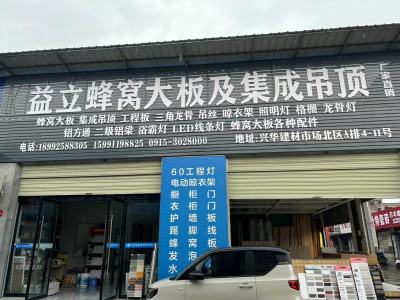 益立蜂窝大板及集成吊顶
厂家直销
蜂窝大板 集成吊顶 工程板 三角龙骨 吊丝 晾衣架 照明灯 格栅 龙骨灯
铝方通 二级铝梁 浴霸灯 LED线条灯 蜂窝大板各种配件
电话:18992588305 15991198825 0915-3028000
地址:兴华建材市场北区A排4-11号
60工程灯
电动晾衣架
橱柜门
衣柜门
护墙板
踢脚线
蜂窝板
发泡
水